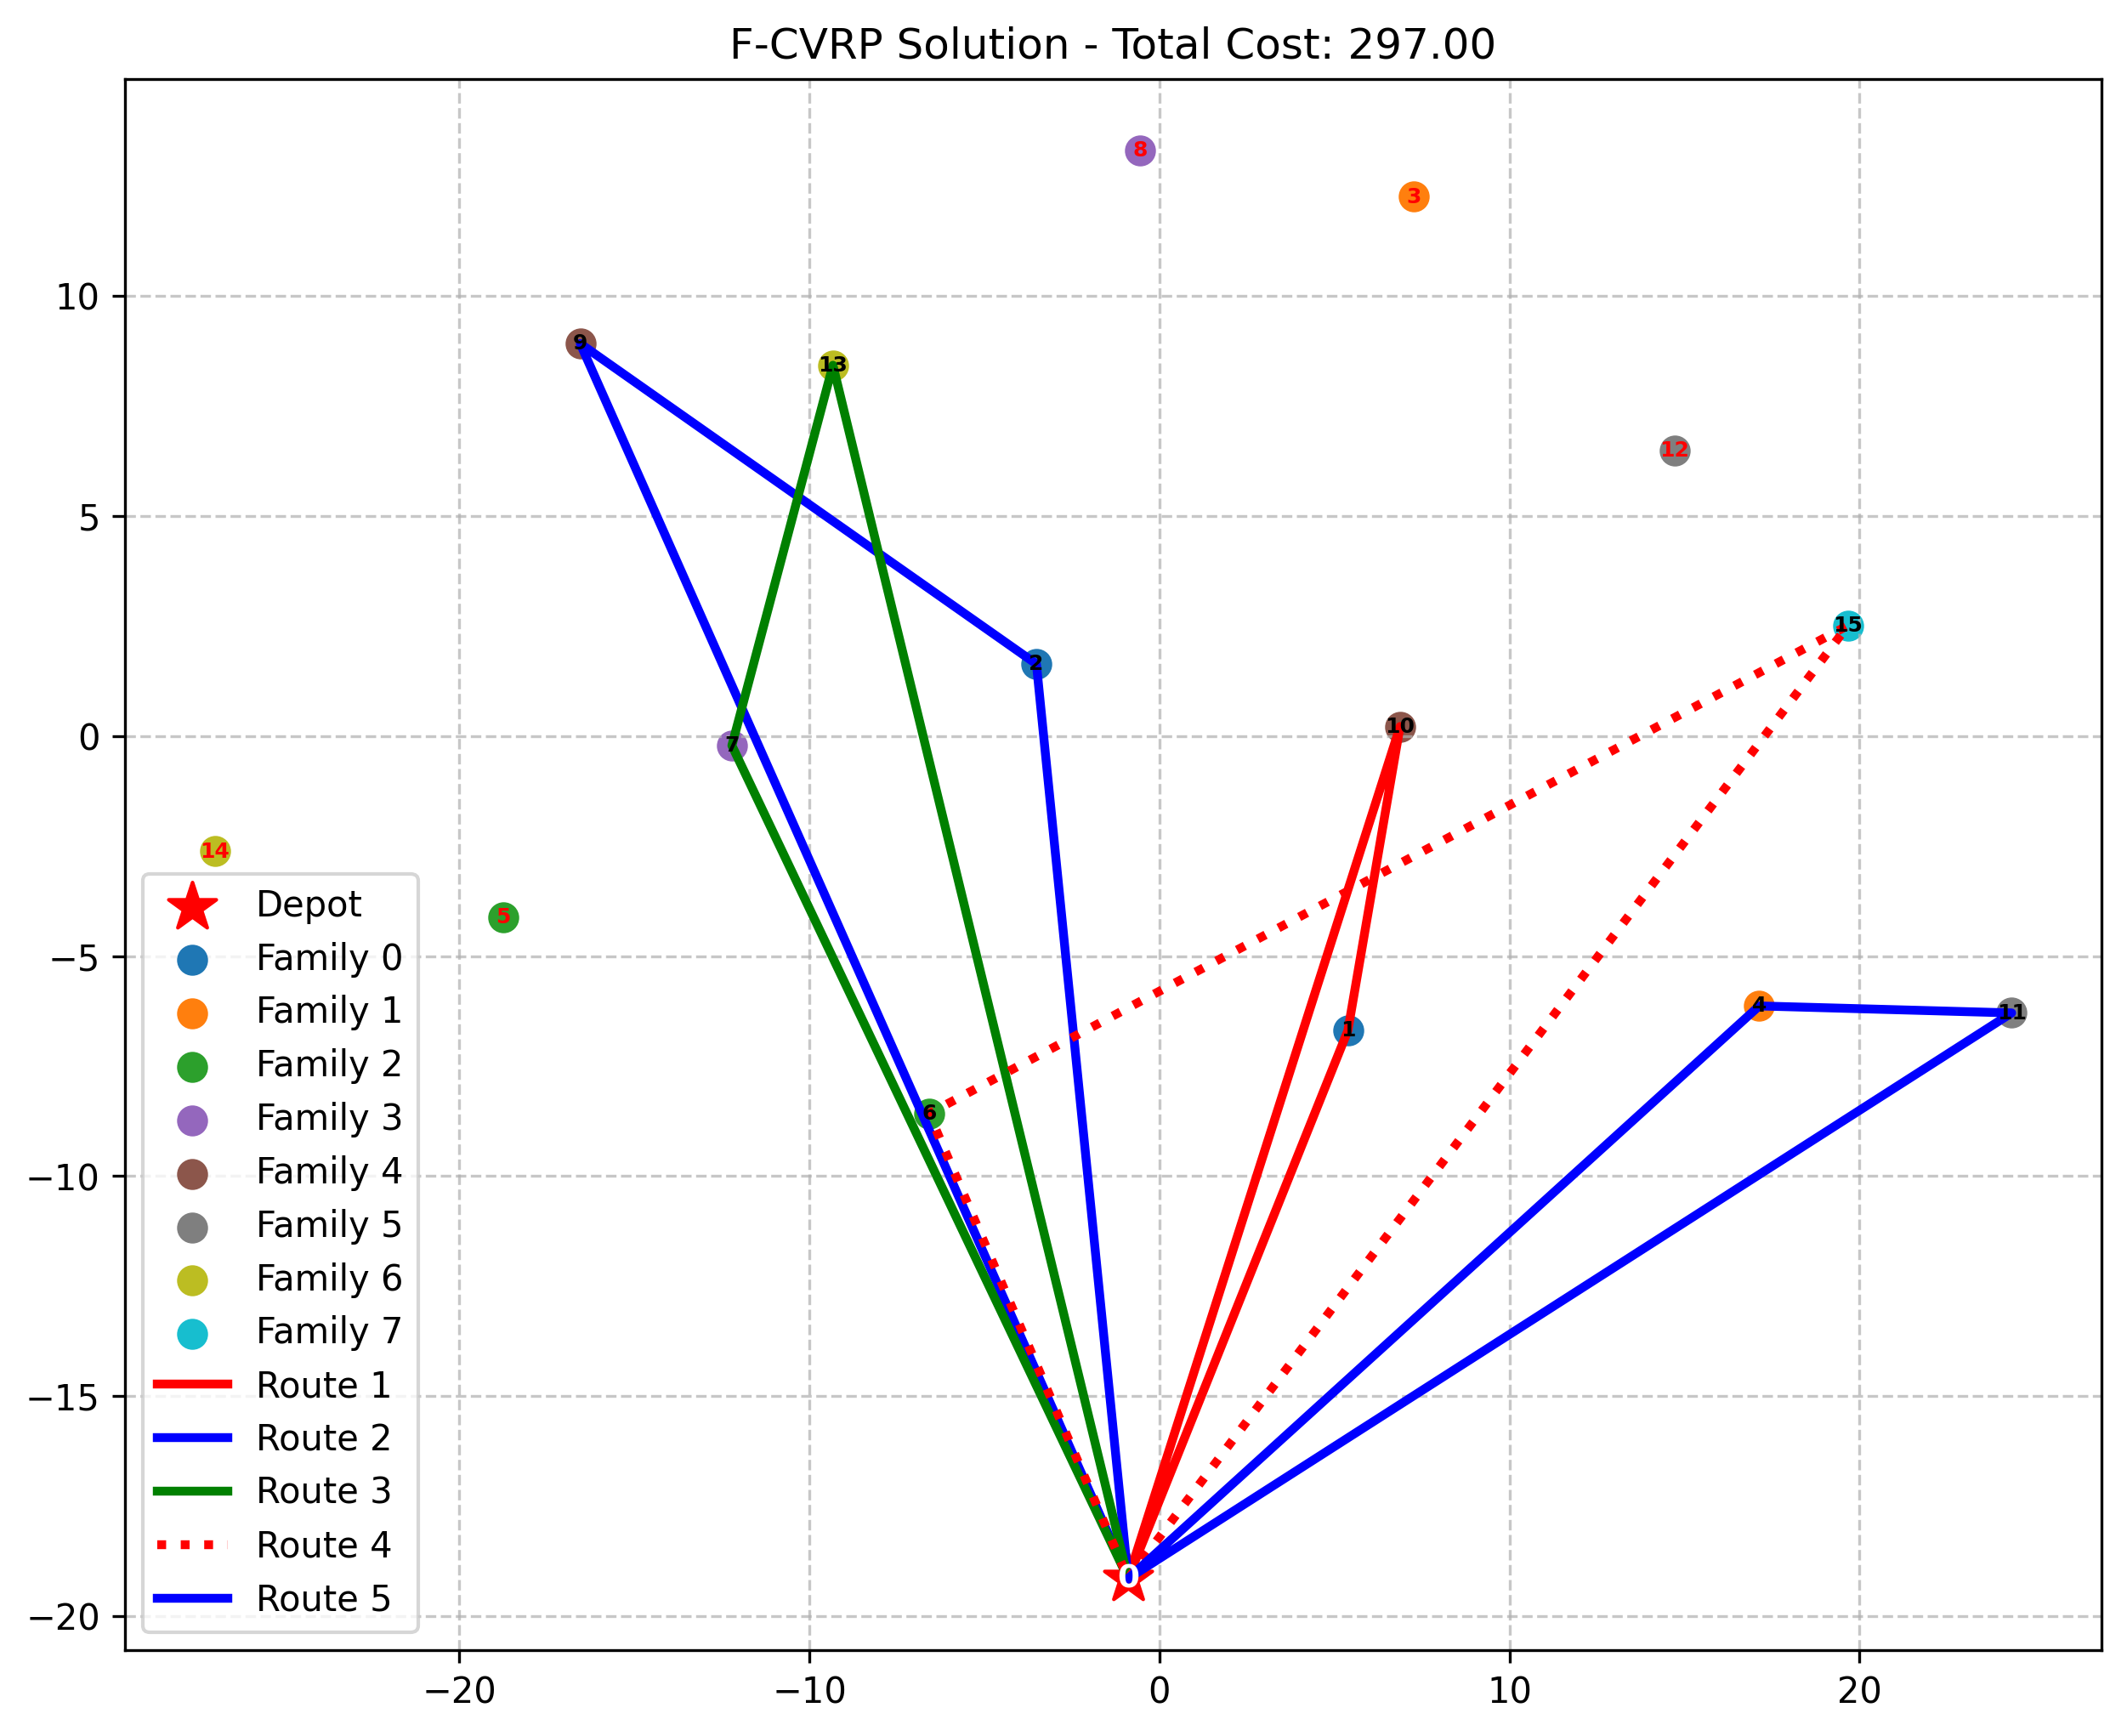 F-CVRP Solution - Total Cost: 297.00
8
3
10
9
13
12
5
15
2
10
0
7
14
Depot
5
−5
Family 0
4
11
Family 1
1
Family 2
6
Family 3
−10
Family 4
Family 5
Family 6
Family 7
Route 1
−15
Route 2
Route 3
Route 4
0
Route 5
−20
−20
−10
0
10
20